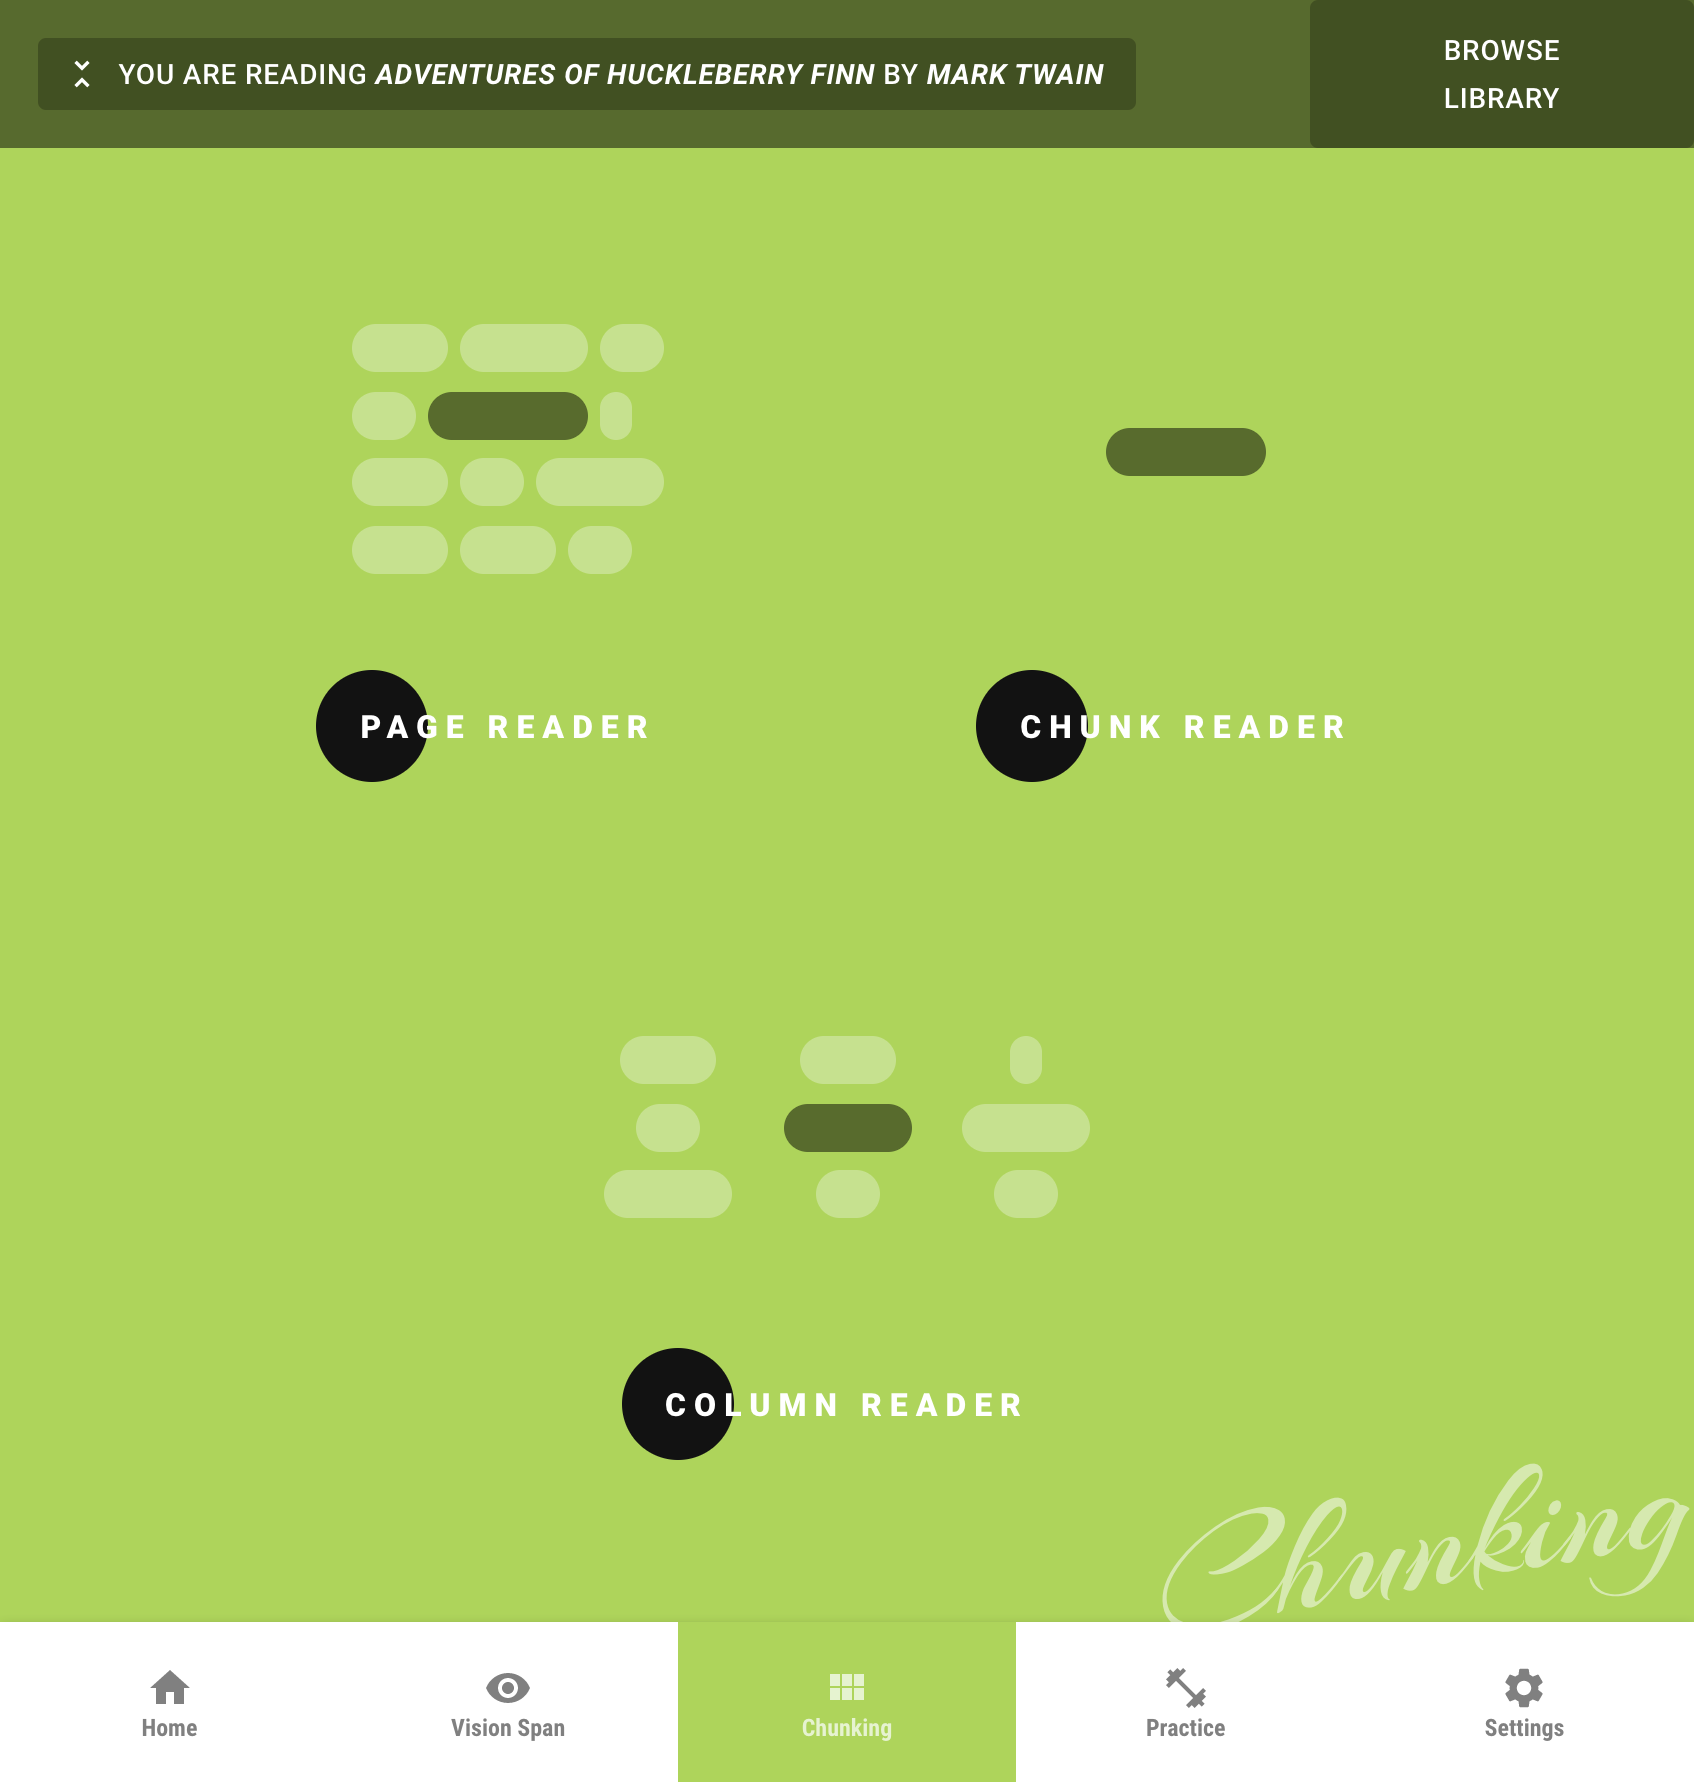 YOU ARE READING ADVENTURES OF HUCKLEBERRY FINN BY MARK TWAIN
BROWSE
LIBRARY
PAGE READER
CHUNK READER
COLUMN READER
Chunking
Home
Vision Span
Chunking
Practice
Settings